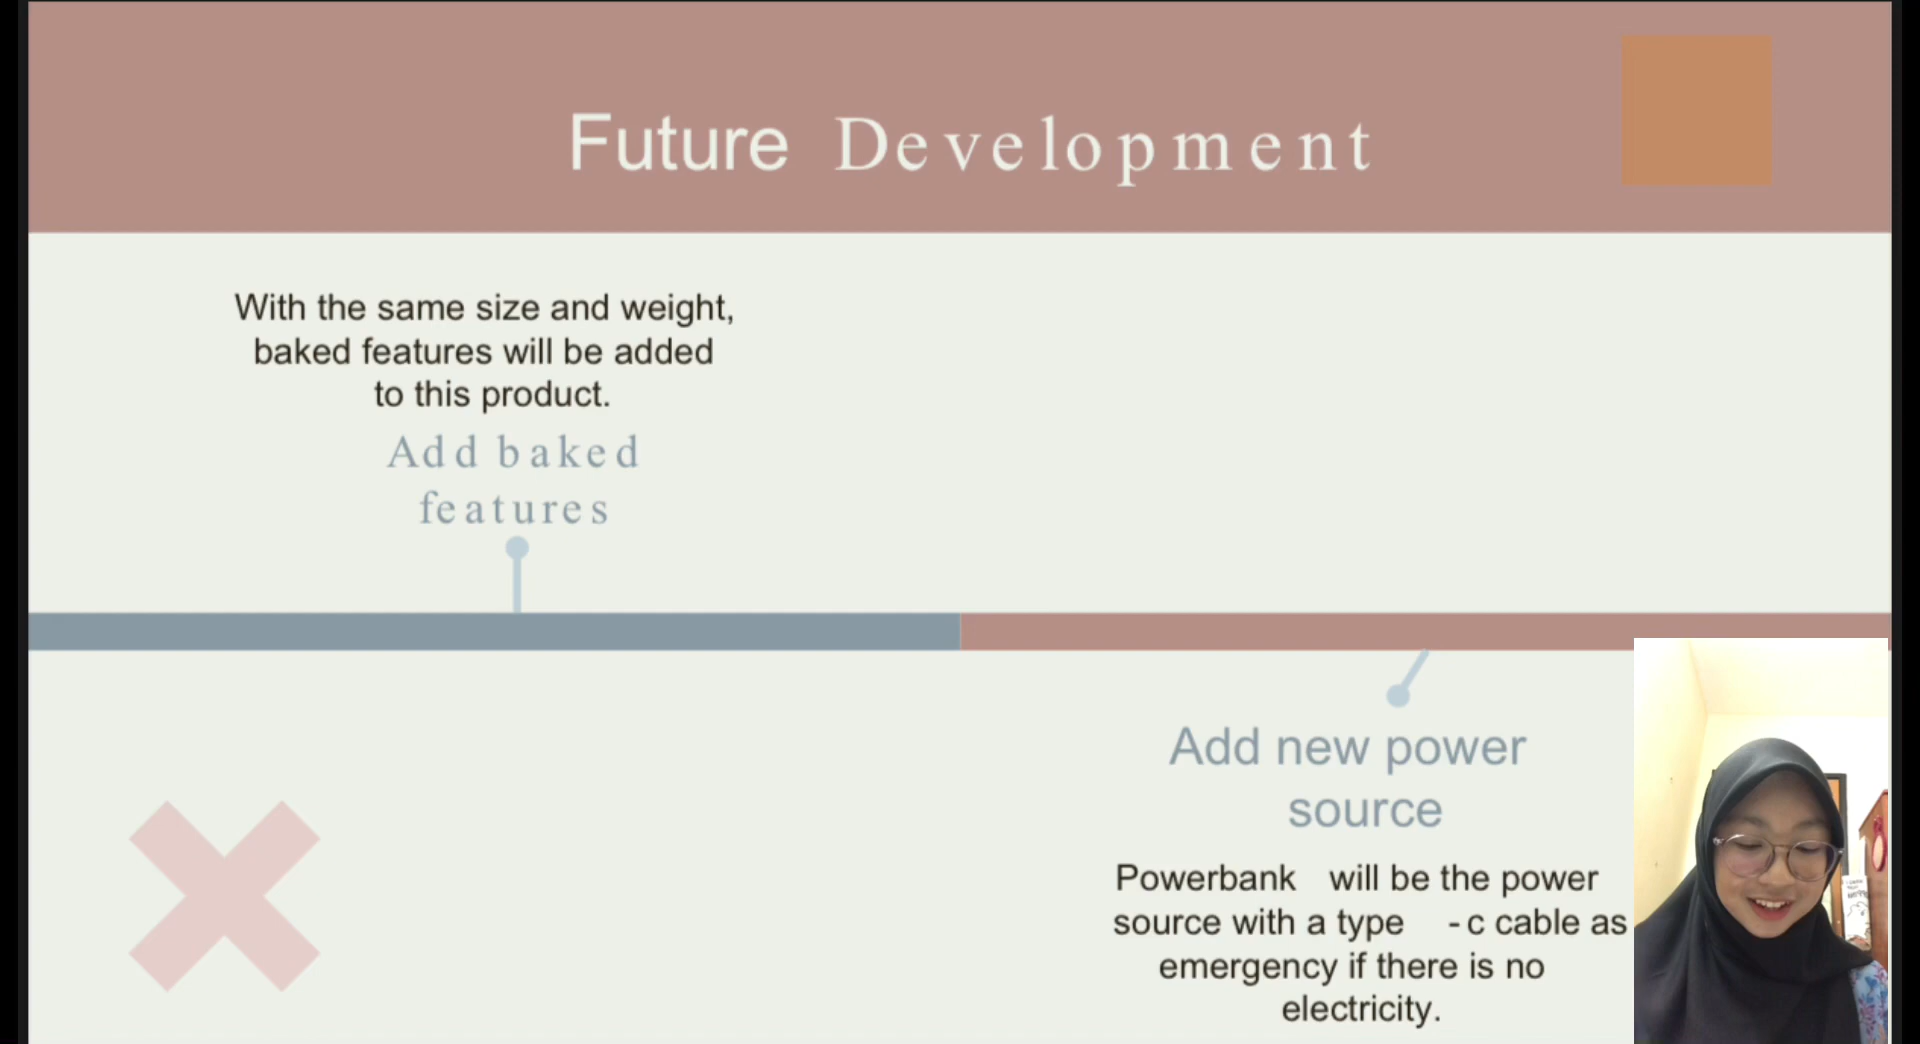 Future Development
With the same size and weight,
baked features will be added
to this product.
Add baked
features
Add new power
source
Powerbank will be the power
source with a type -c cable as
emergency if there is no
electricity.